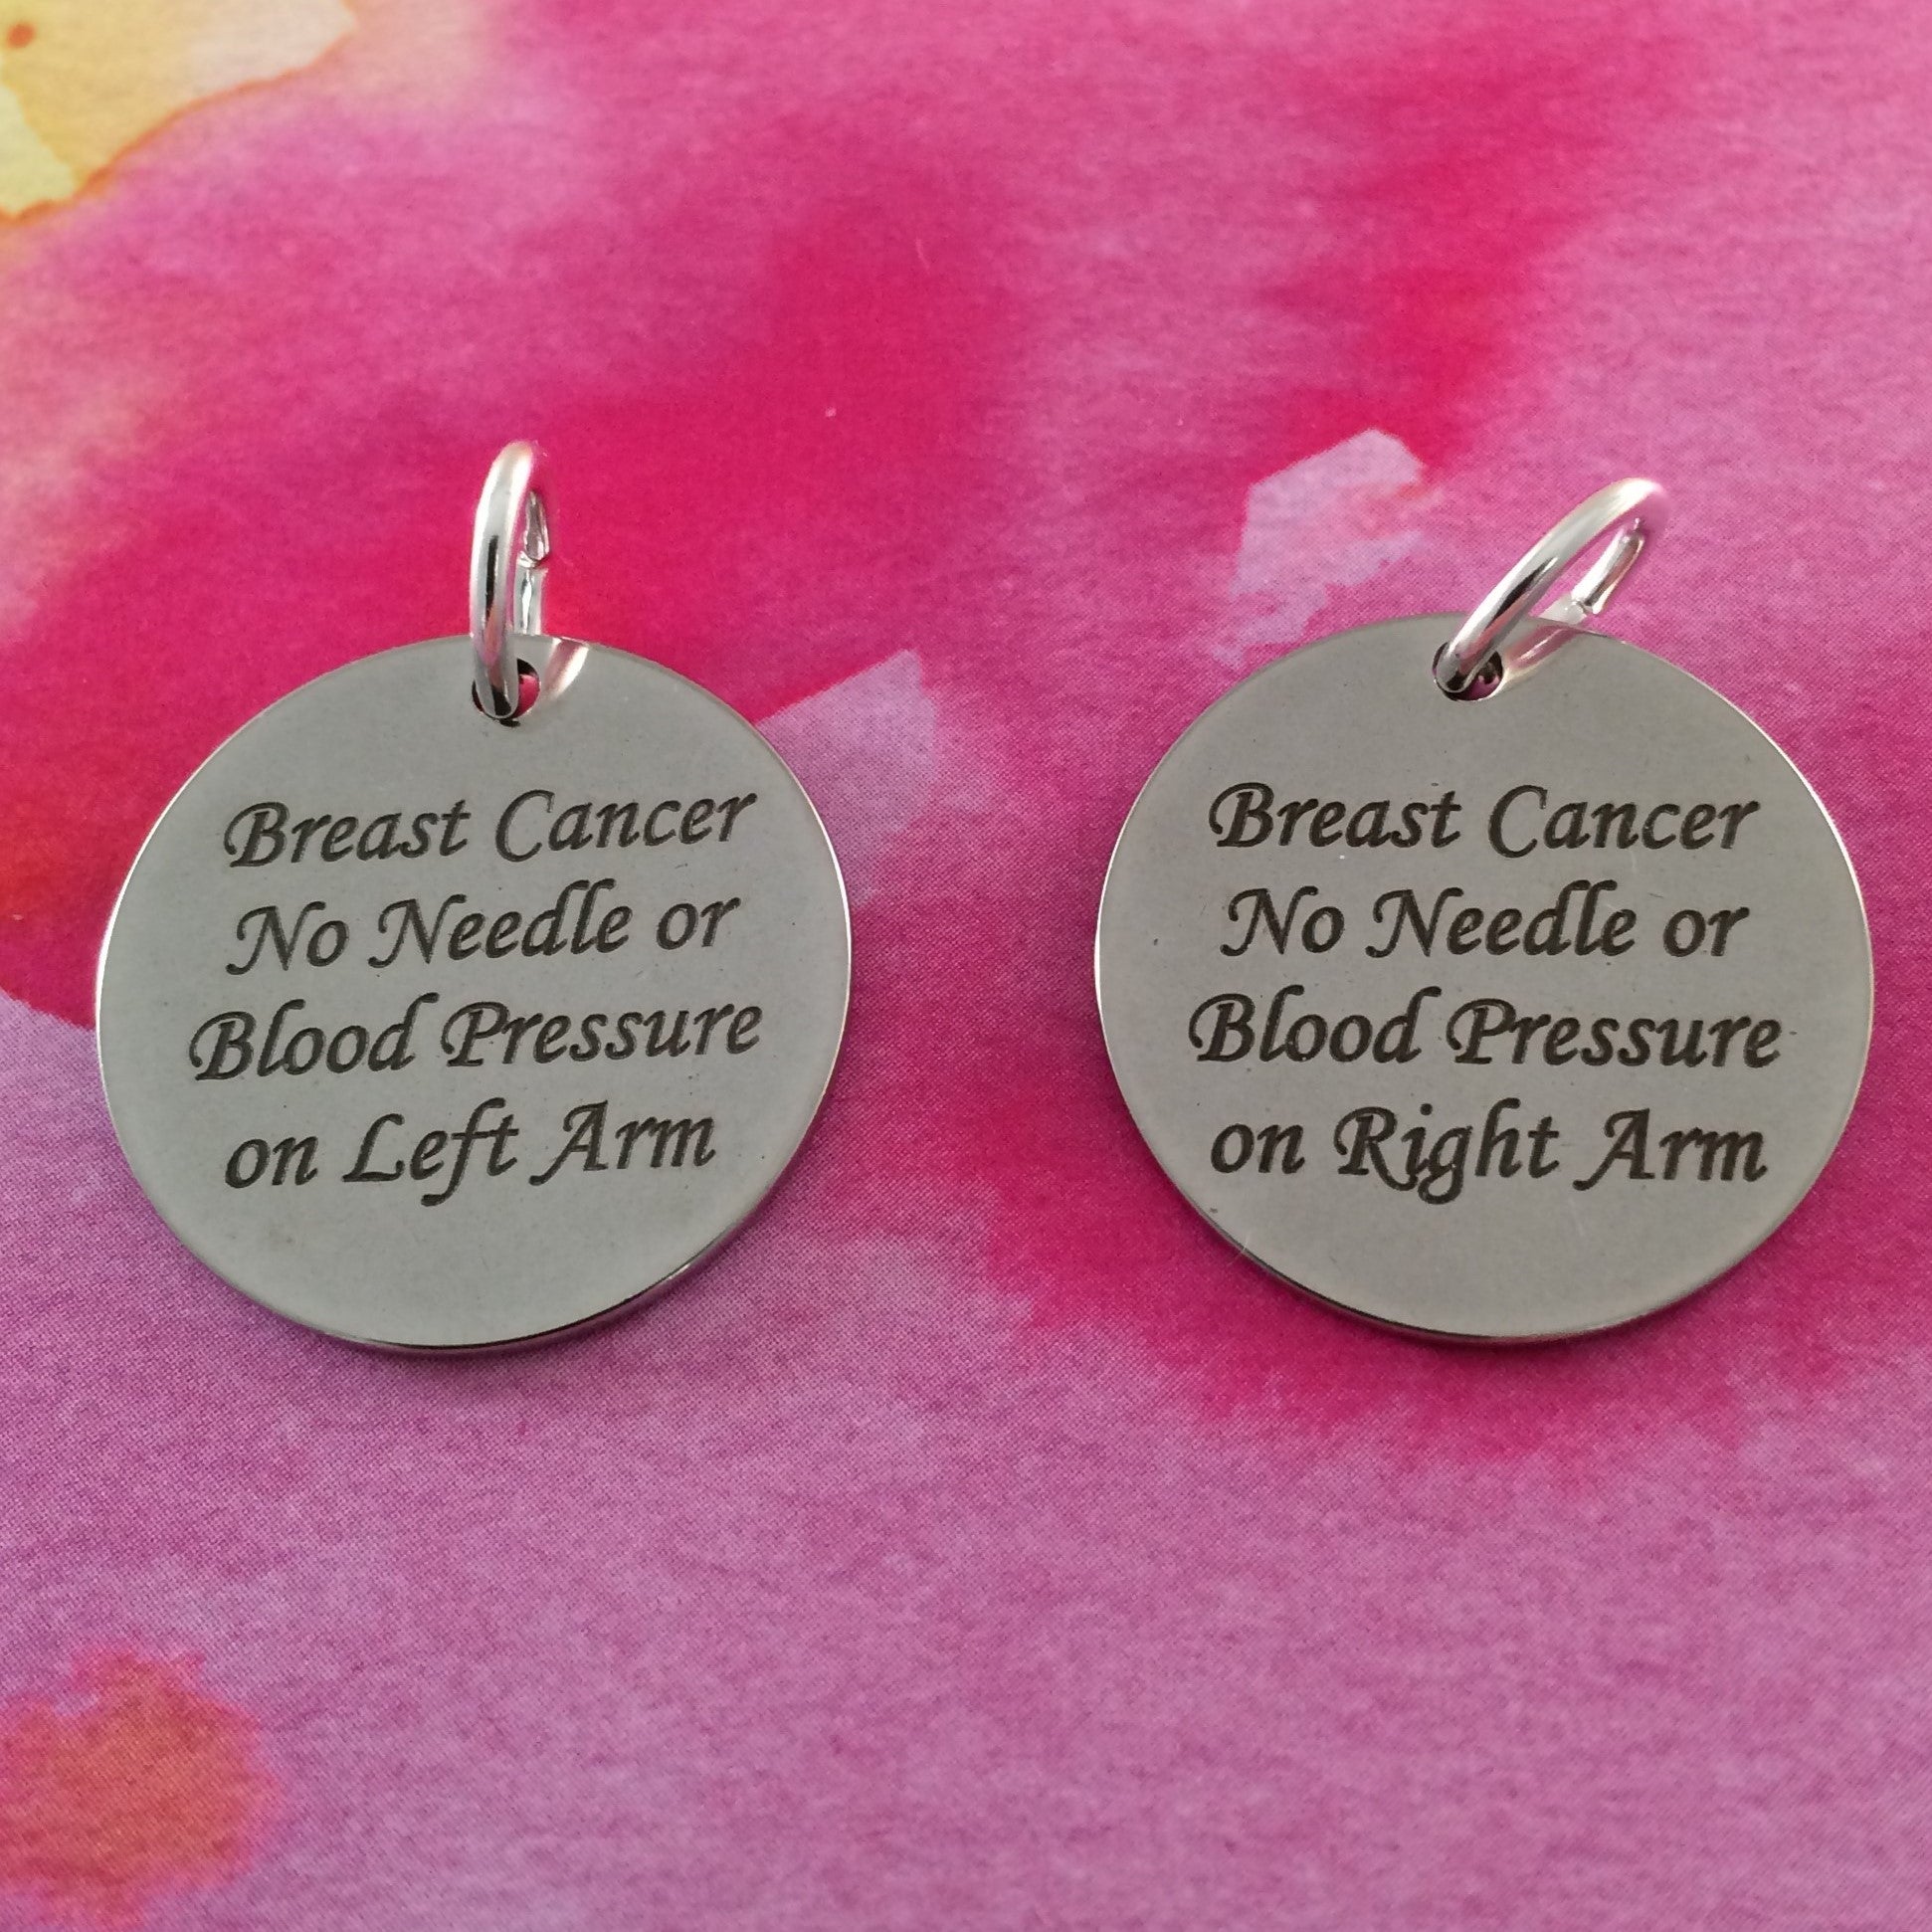 Breast Cancer
No Needle or
Blood Pressure
on Left Arm
Breast Cancer
No Needle or
Blood Pressure
on Right Arm